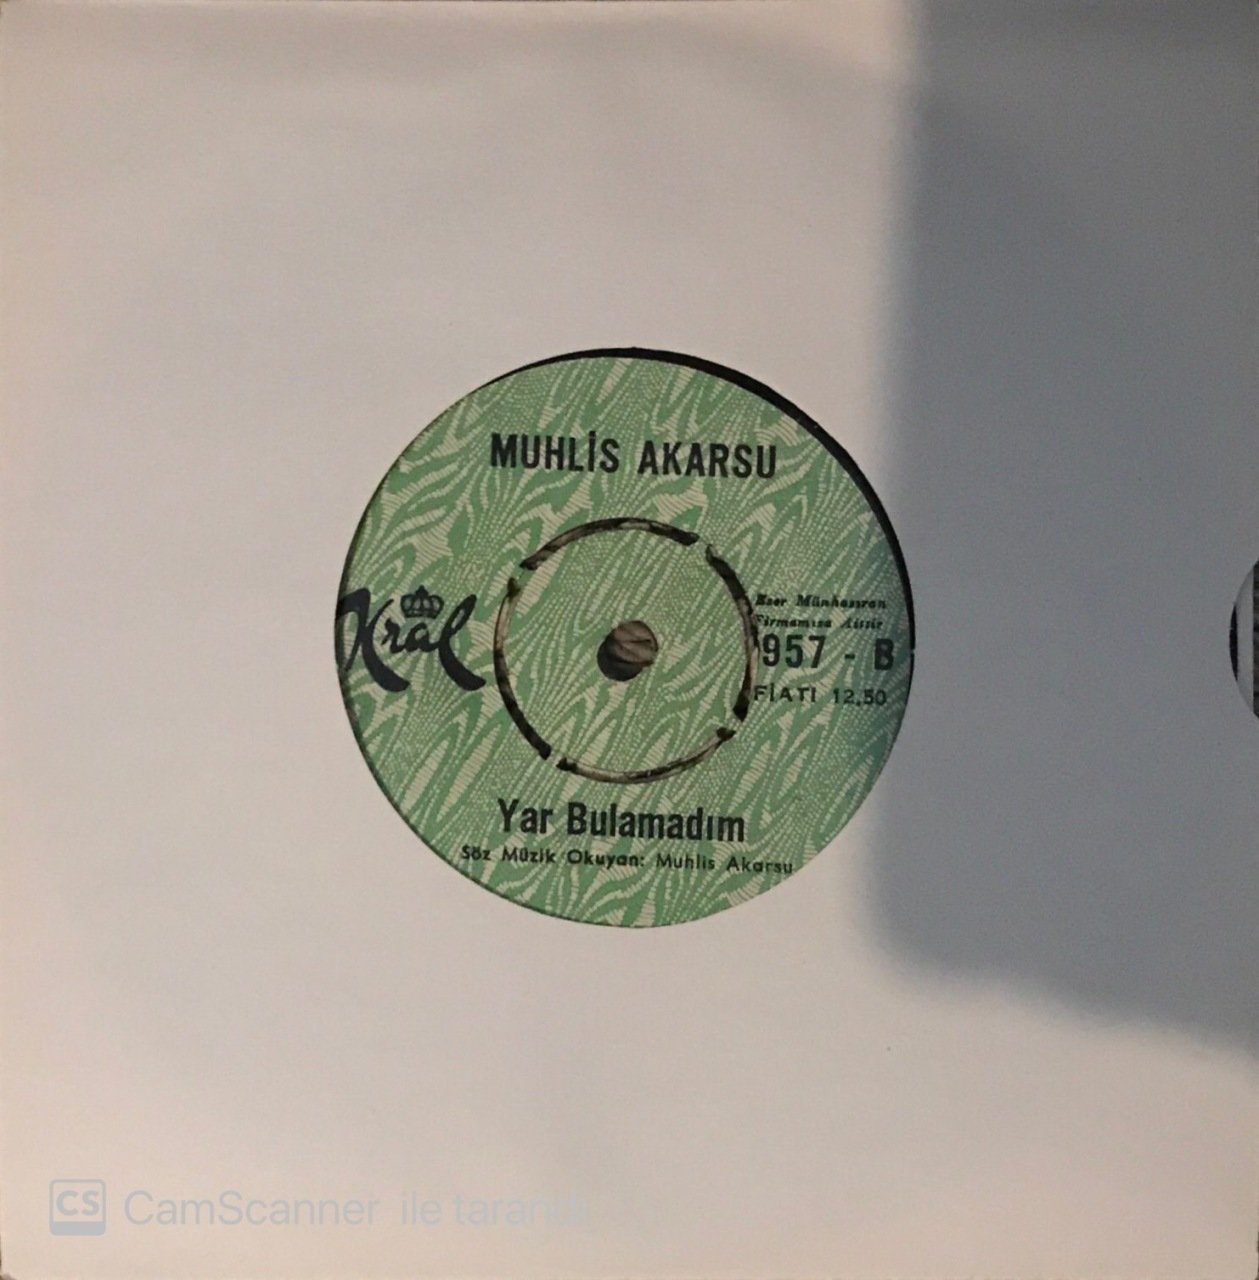 MUHLİS AKARSU
Kral
Eser Münhasıran
Firmamıza Aittir
957 - B
FİATI 12,50
Yar Bulamadım
Söz Müzik Okuyan: Muhlis Akarsu
CS CamScanner ile tarandı